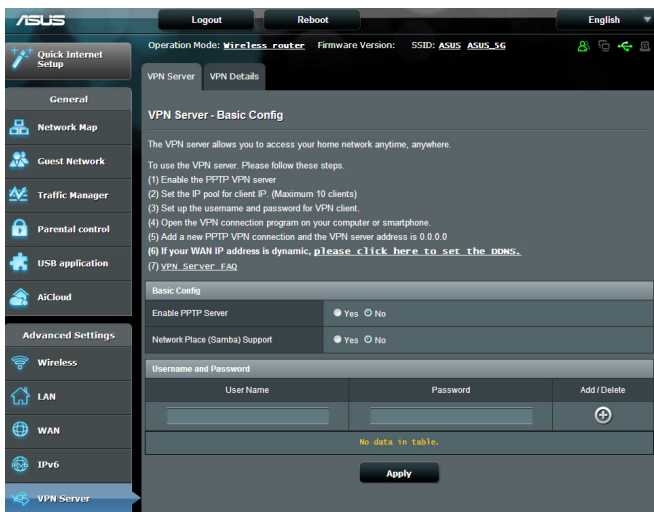 ASUS
Logout
Reboot
English
Quick Internet
Setup
Operation Mode: Wireless router Firmware Version: SSID: ASUS ASUS_5G
VPN Server
VPN Details
General
Network Map
Guest Network
Traffic Manager
Parental control
USB application
AiCloud
Advanced Settings
Wireless
LAN
WAN
IPv6
VPN Server
VPN Server - Basic Config
The VPN server allows you to access your home network anytime, anywhere.
To use the VPN server. Please follow these steps.
(1) Enable the PPTP VPN server
(2) Set the IP pool for client IP. (Maximum 10 clients)
(3) Set up the username and password for VPN client.
(4) Open the VPN connection program on your computer or smartphone.
(5) Add a new PPTP VPN connection and the VPN server address is 0.0.0.0
(6) If your WAN IP address is dynamic, please click here to set the DDNS.
(7) VPN Server FAQ
Basic Config
Enable PPTP Server Yes No
Network Place (Samba) Support Yes No
Username and Password
User Name Password Add / Delete
No data in table.
Apply